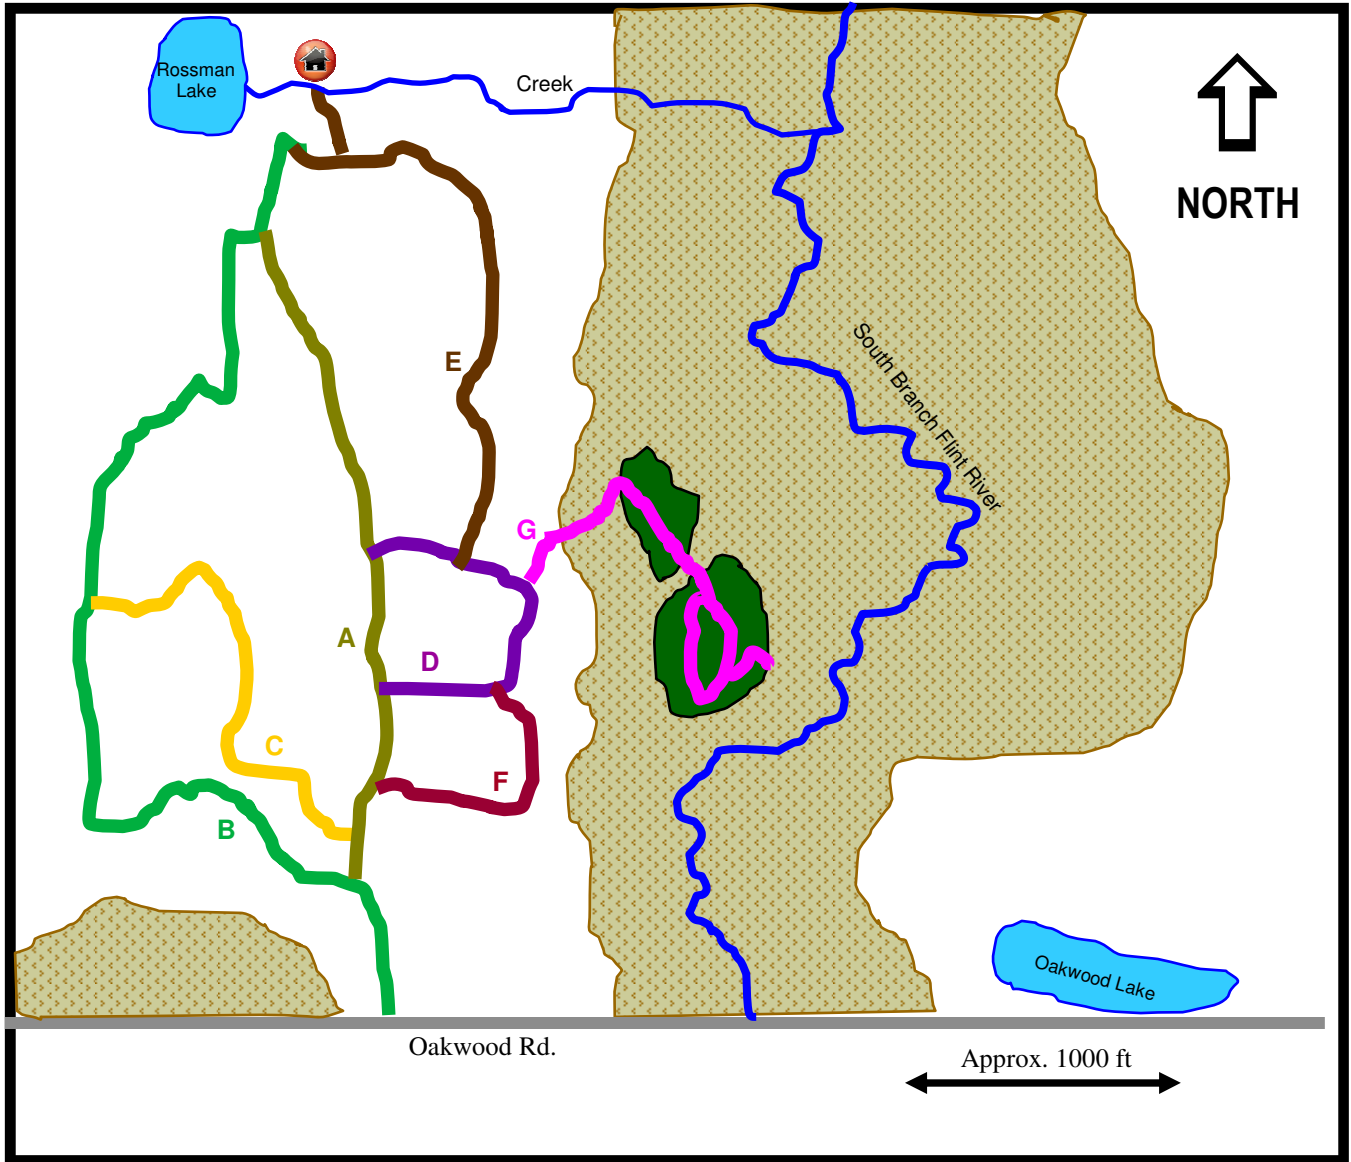 Rossman
Lake
Creek
NORTH
South Branch Flint River
E
G
A
D
C
F
B
Oakwood Lake
Oakwood Rd.
Approx. 1000 ft